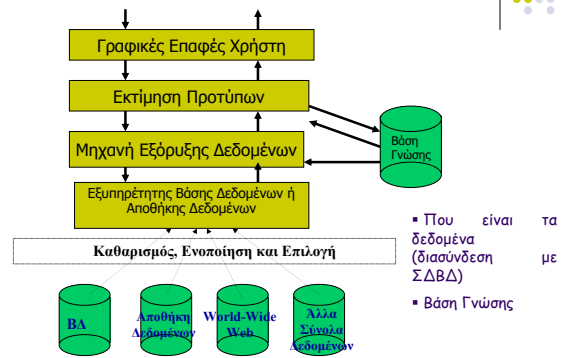 Γραφικές Επαφές Χρήστη
Εκτίμηση Προτύπων
Βάση
Γνώσης
Μηχανή Εξόρυξης Δεδομένων
Εξυπηρέτητης Βάσης Δεδομένων ή
Αποθήκης Δεδομένων
▪ Που είναι τα
δεδομένα
(διασύνδεση με
ΣΔΒΔ)
▪ Βάση Γνώσης
Καθαρισμός, Ενοποίηση και Επιλογή
ΒΔ
Αποθήκη
Δεδομένων
World-Wide
Web
Άλλα
Σύνολα
Δεδομένων